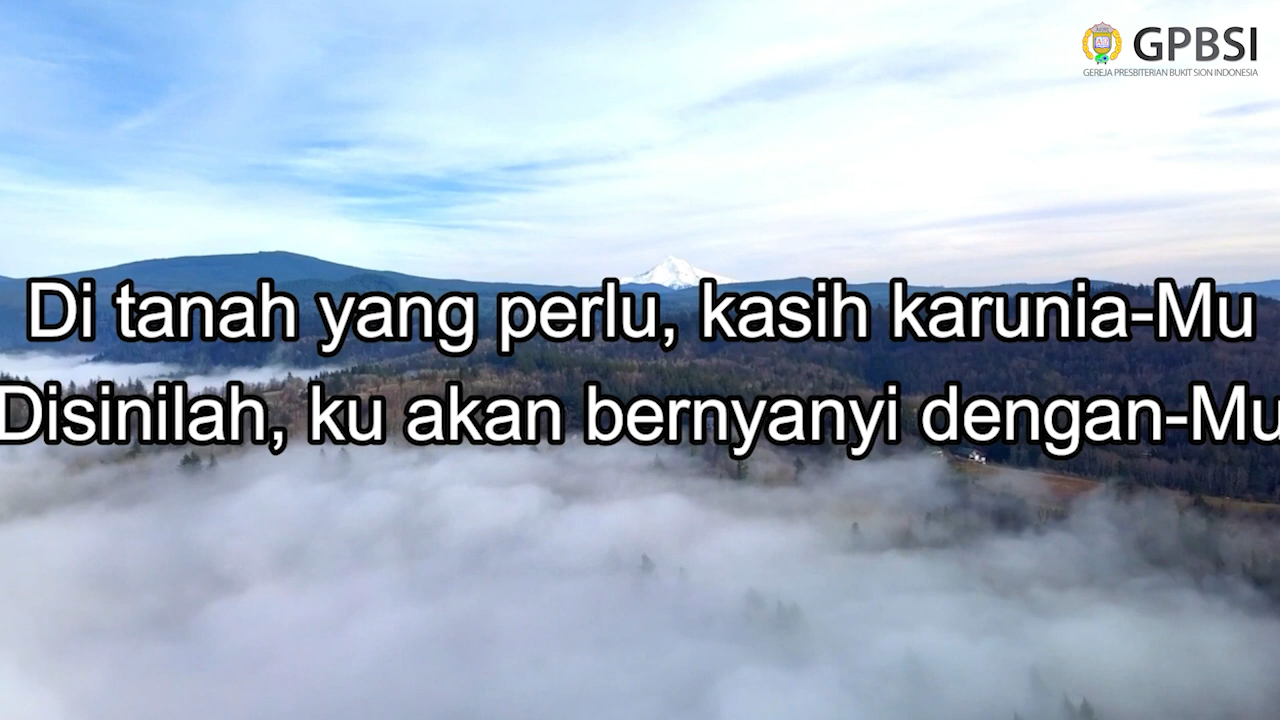 GPBSI
GEREJA PRESBITERIAN BUKIT SION INDONESIA
Di tanah yang perlu, kasih karunia-Mu
Disinilah, ku akan bernyanyi dengan-Mu